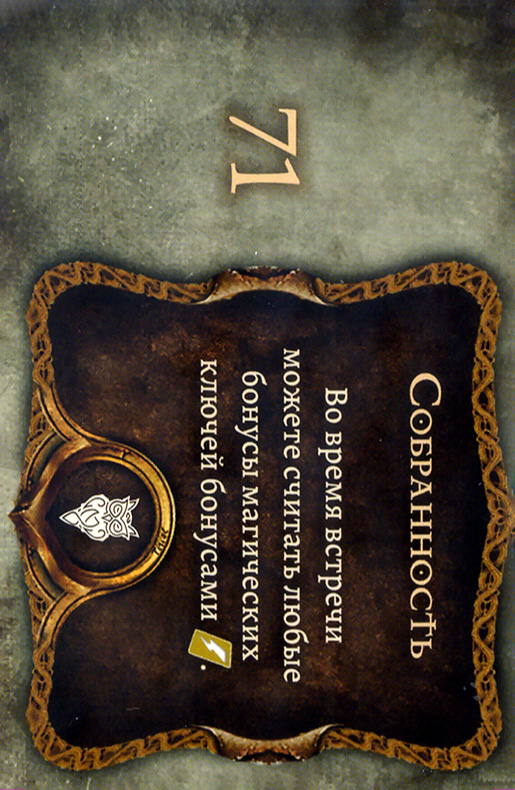 71
Собранность
Во время встречи
можете считать любые
бонусы магических
ключей бонусами .